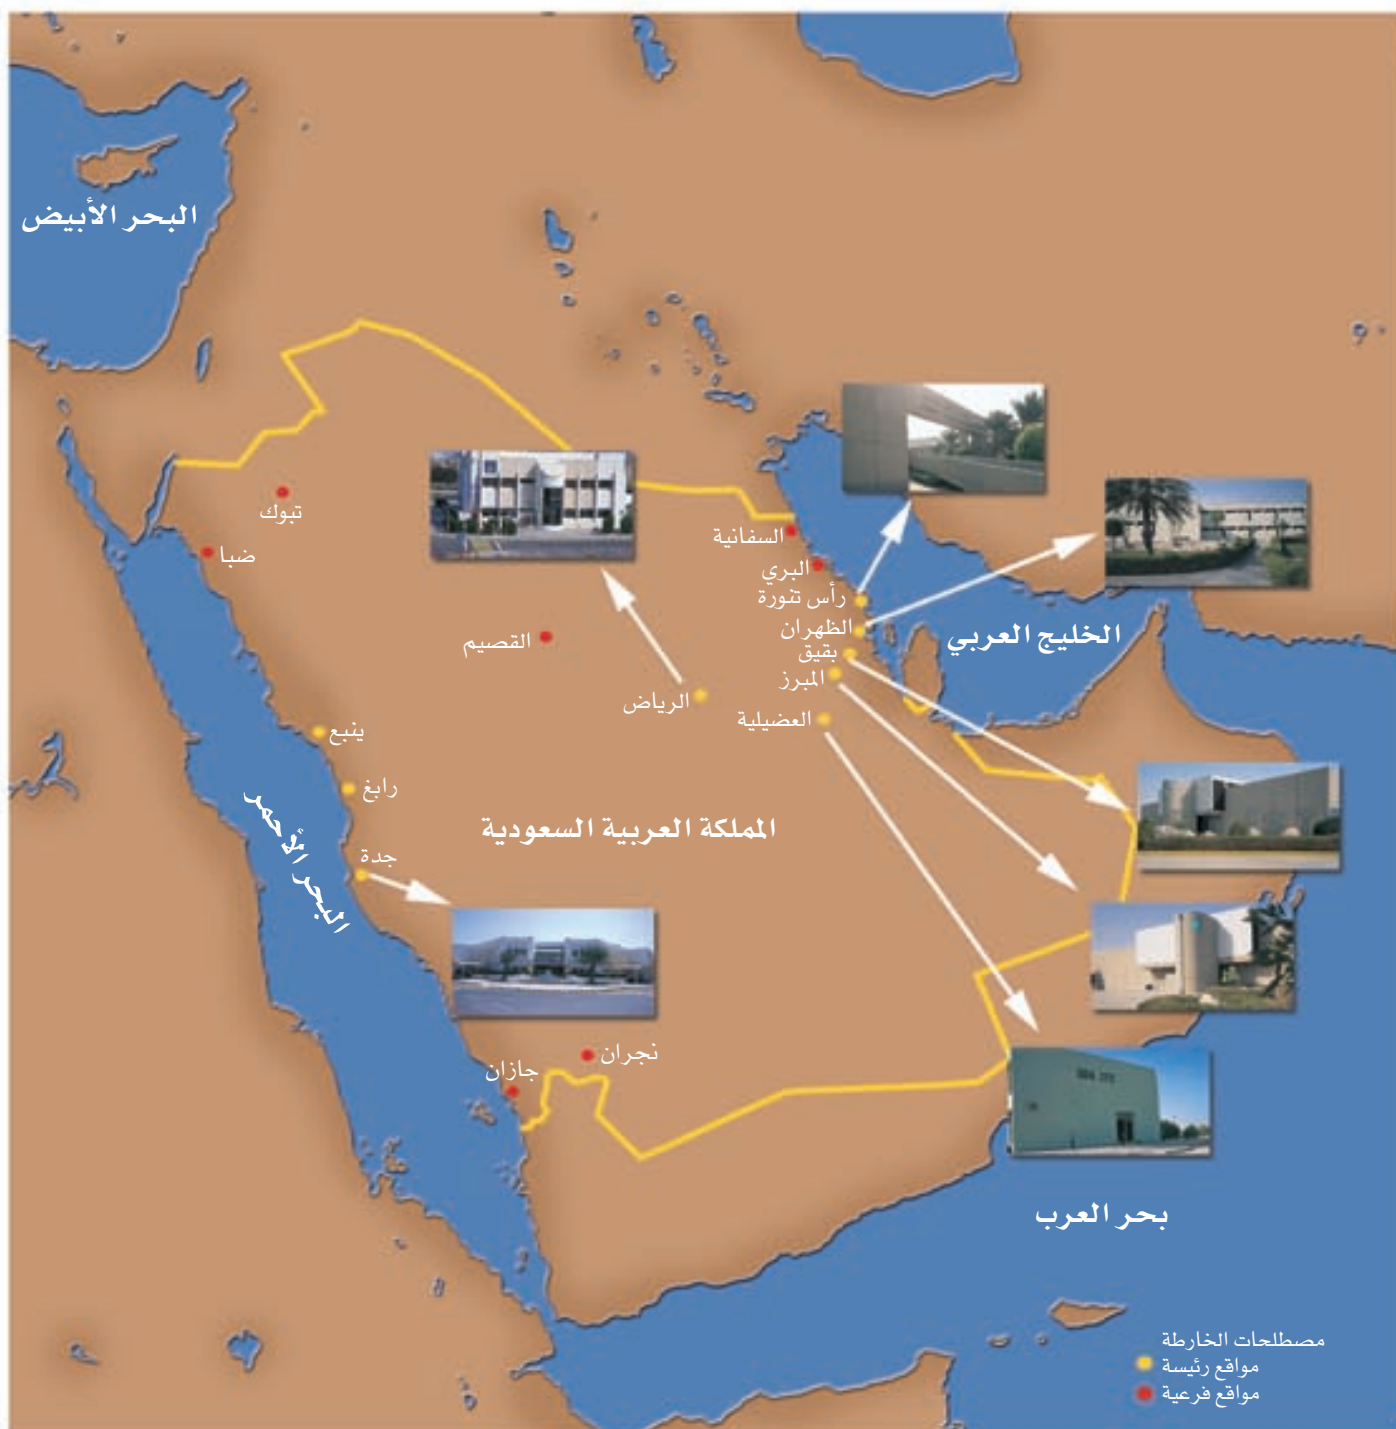 البحر الأبيض
تبوك
ضبا
السفانية
البري
رأس تنورة
الظهران
بقيق
المبرز
العضيلية
الخليج العربي
القصيم
الرياض
ينبع
رابغ
جدة
البحر الأحمر
المملكة العربية السعودية
نجران
جازان
بحر العرب
مصطلحات الخارطة
مواقع رئيسة
مواقع فرعية